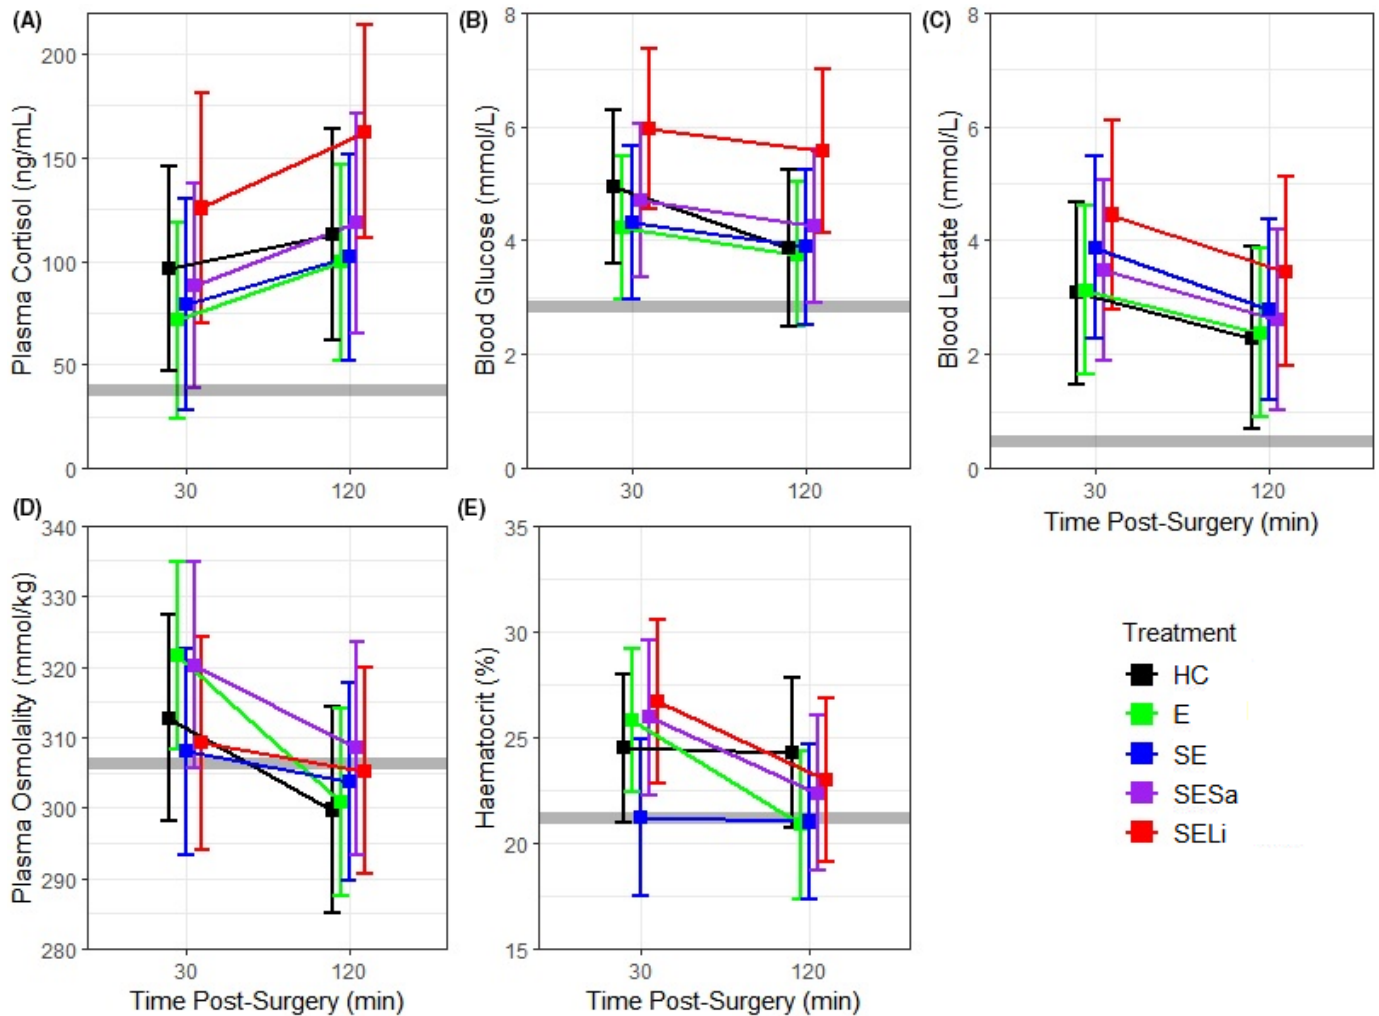 (A)
Plasma Cortisol (ng/mL)
200
150
100
50
0
30
120
(B)
Blood Glucose (mmol/L)
8
6
4
2
0
30
120
(C)
Blood Lactate (mmol/L)
8
6
4
2
0
30
120
Time Post-Surgery (min)
(D)
Plasma Osmolality (mmol/kg)
340
330
320
310
300
290
280
30
120
Time Post-Surgery (min)
(E)
Haematocrit (%)
35
30
25
20
15
30
120
Time Post-Surgery (min)
Treatment
HC
E
SE
SESa
SELi